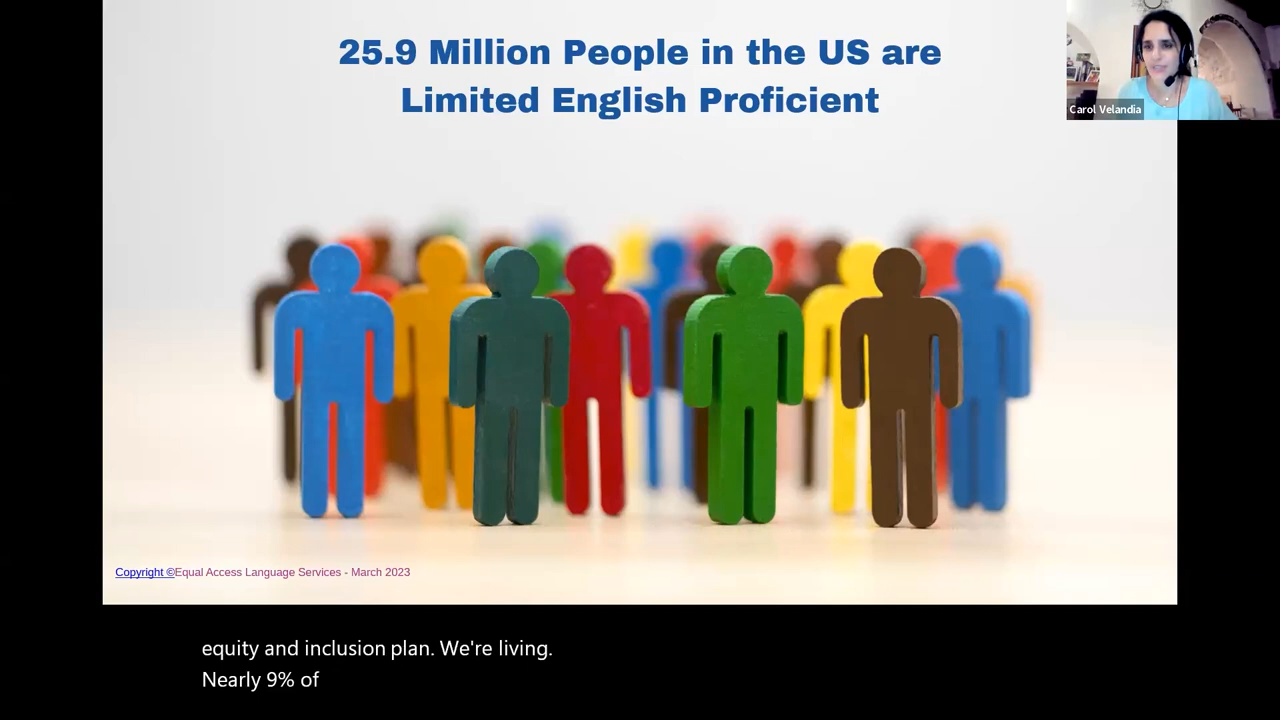 25.9 Million People in the US are
Limited English Proficient
Carol Velandia
Copyright ©Equal Access Language Services - March 2023
equity and inclusion plan. We're living.
Nearly 9% of